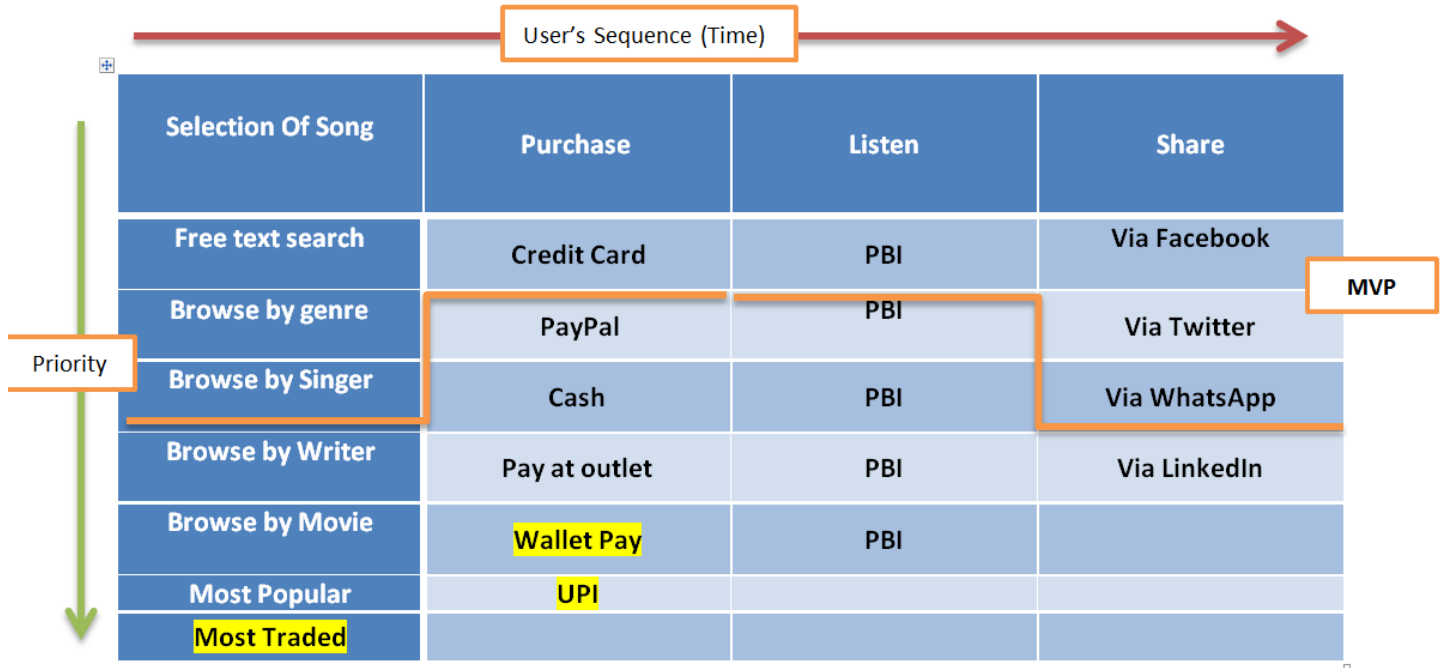 User's Sequence (Time)
Selection Of Song
Purchase
Listen
Share
Free text search
Credit Card
PBI
Via Facebook
MVP
Browse by genre
PayPal
PBI
Via Twitter
Priority
Browse by Singer
Cash
PBI
Via WhatsApp
Browse by Writer
Pay at outlet
PBI
Via LinkedIn
Browse by Movie
Wallet Pay
PBI
Most Popular
UPI
Most Traded